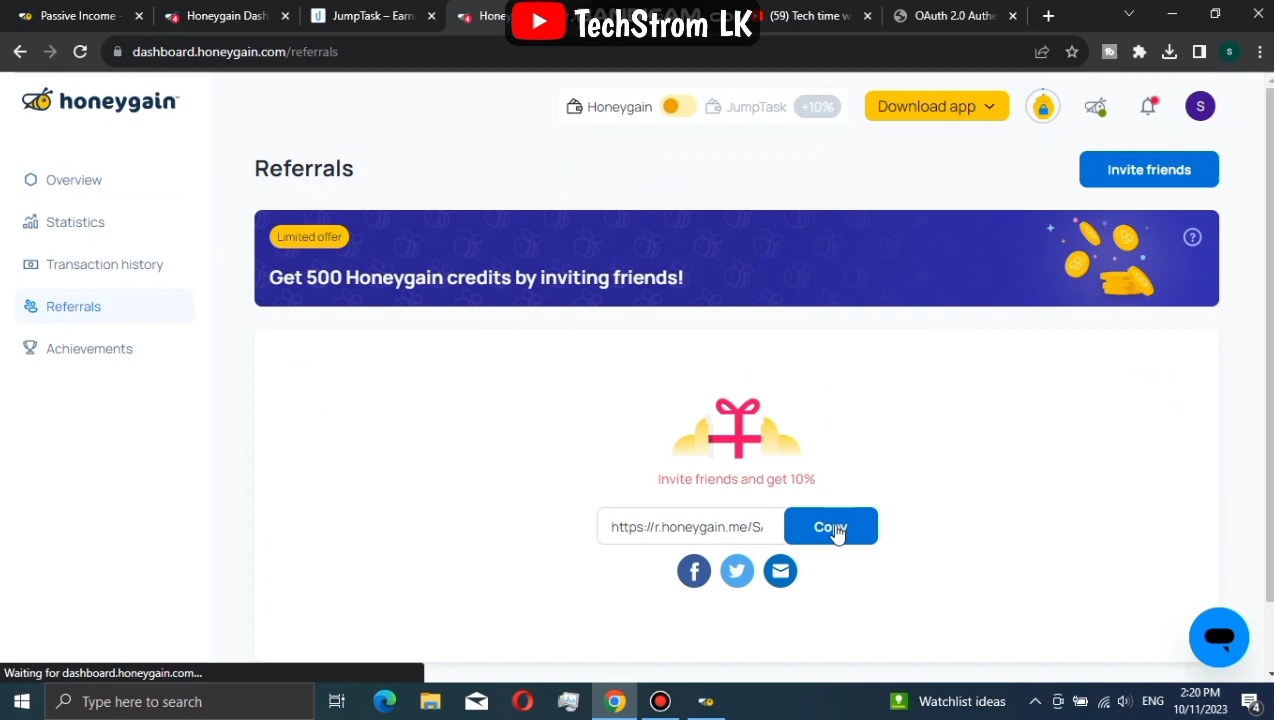 Passive Income -
Honeygain Das
JumpTask – Earn
Hone
(59) Tech time w
OAuth 2.0 Authe
TechStrom LK
dashboard.honeygain.com/referrals
S
honeygain
Honeygain
JumpTask
+10%
Download app
S
Overview
Statistics
Transaction history
Referrals
Achievements
Referrals
Invite friends
Limited offer
Get 500 Honeygain credits by inviting friends!
?
Invite friends and get 10%
https://r.honeygain.me/S
Copy
Waiting for dashboard.honeygain.com...
Type here to search
Watchlist ideas
ENG
2:20 PM
10/11/2023
4